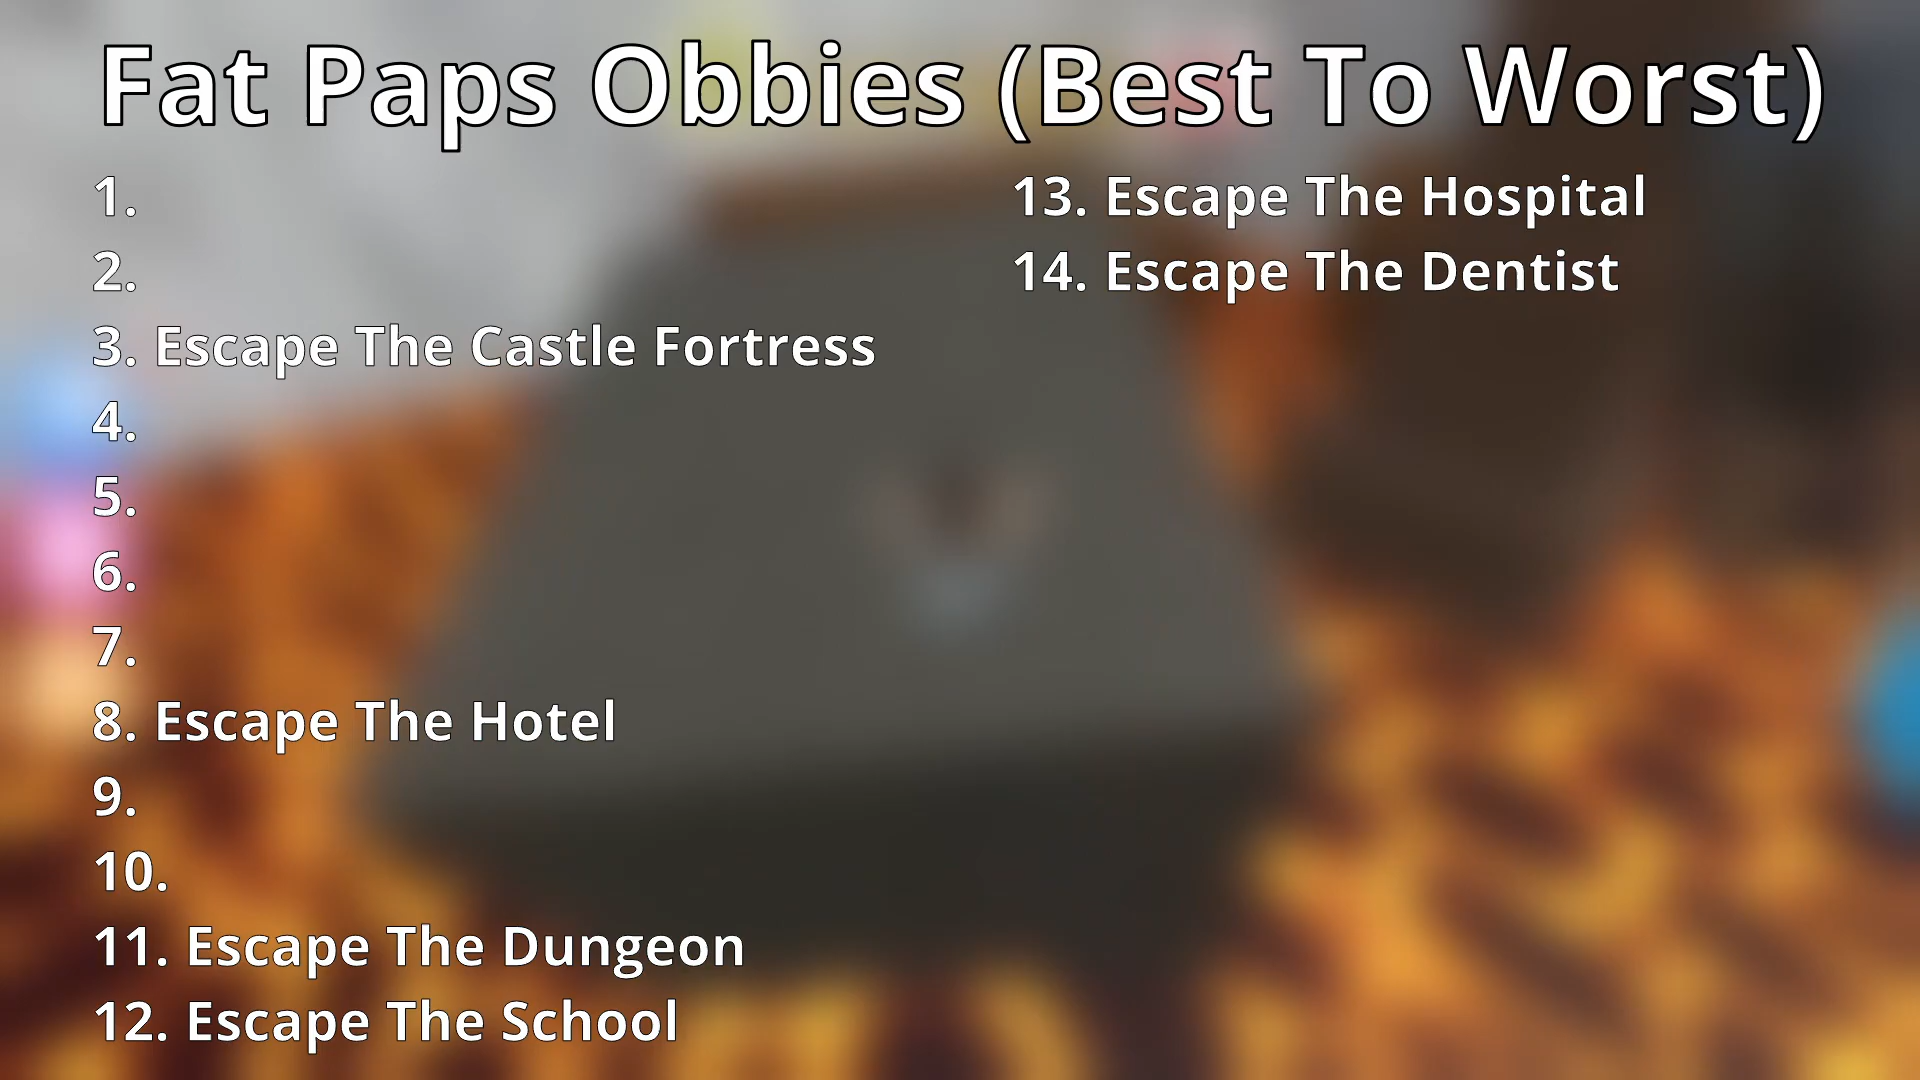 Fat Paps Obbies (Best To Worst)
1.
2.
3. Escape The Castle Fortress
4.
5.
6.
7.
8. Escape The Hotel
9.
10.
11. Escape The Dungeon
12. Escape The School
13. Escape The Hospital
14. Escape The Dentist